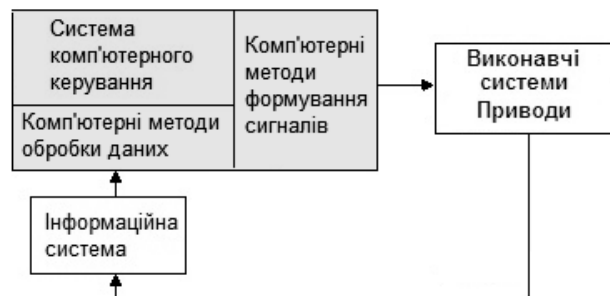 Система
комп'ютерного
керування
Комп'ютерні методи
обробки даних
Комп'ютерні
методи
формування
сигналів
Виконавчі
системи
Приводи
Інформаційна
система